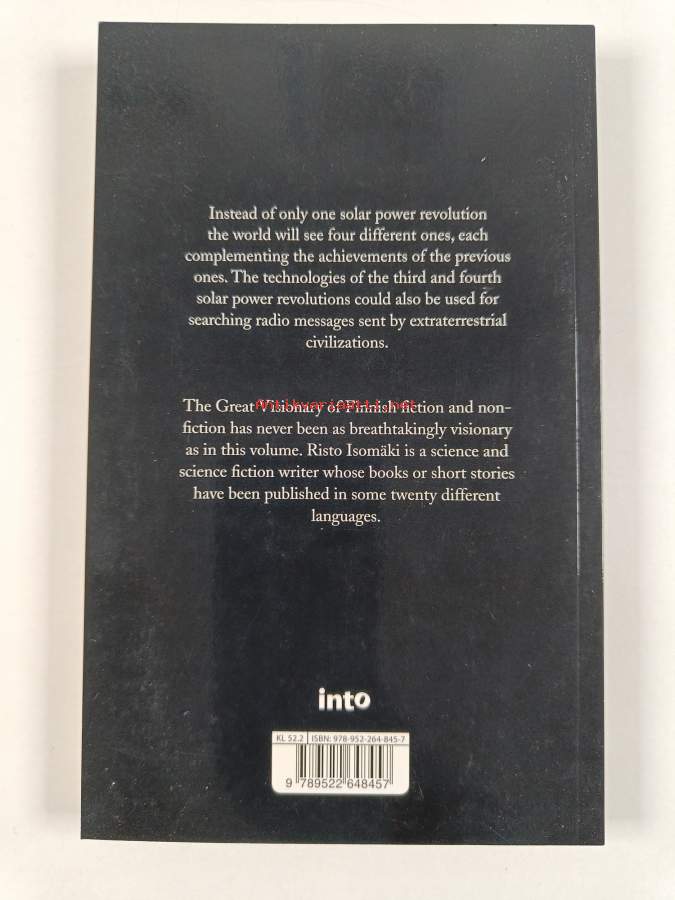 Instead of only one solar power revolution
the world will see four different ones, each
complementing the achievements of the previous
ones. The technologies of the third and fourth
solar power revolutions could also be used for
searching radio messages sent by extraterrestrial
civilizations.
The Great Visionary of Finnish fiction and non-
Antikvariaatti.net
fiction has never been as breathtakingly visionary
as in this volume. Risto Isomäki is a science and
science fiction writer whose books or short stories
have been published in some twenty different
languages.
into
KL 52.2 ISBN: 978-952-264-845-7
9 789522 648457